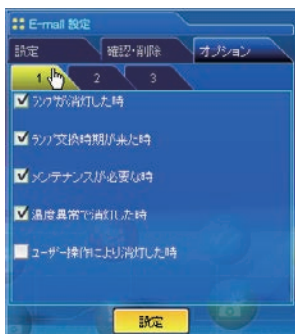 E-mail 設定
設定 確認・削除 オプション
1 2 3
ランプが消灯した時
ランプ交換時期が来た時
メンテナンスが必要な時
温度異常で消灯した時
ユーザー操作により消灯した時
設定